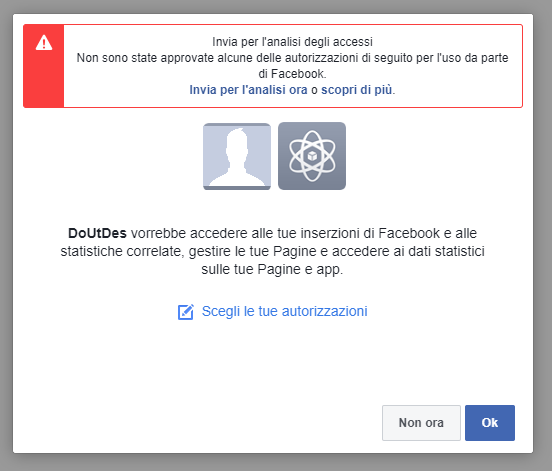 Invia per l'analisi degli accessi
Non sono state approvate alcune delle autorizzazioni di seguito per l'uso da parte
di Facebook.
Invia per l'analisi ora o scopri di più.
DoUtDes vorrebbe accedere alle tue inserzioni di Facebook e alle
statistiche correlate, gestire le tue Pagine e accedere ai dati statistici
sulle tue Pagine e app.
Scegli le tue autorizzazioni
Non ora
Ok